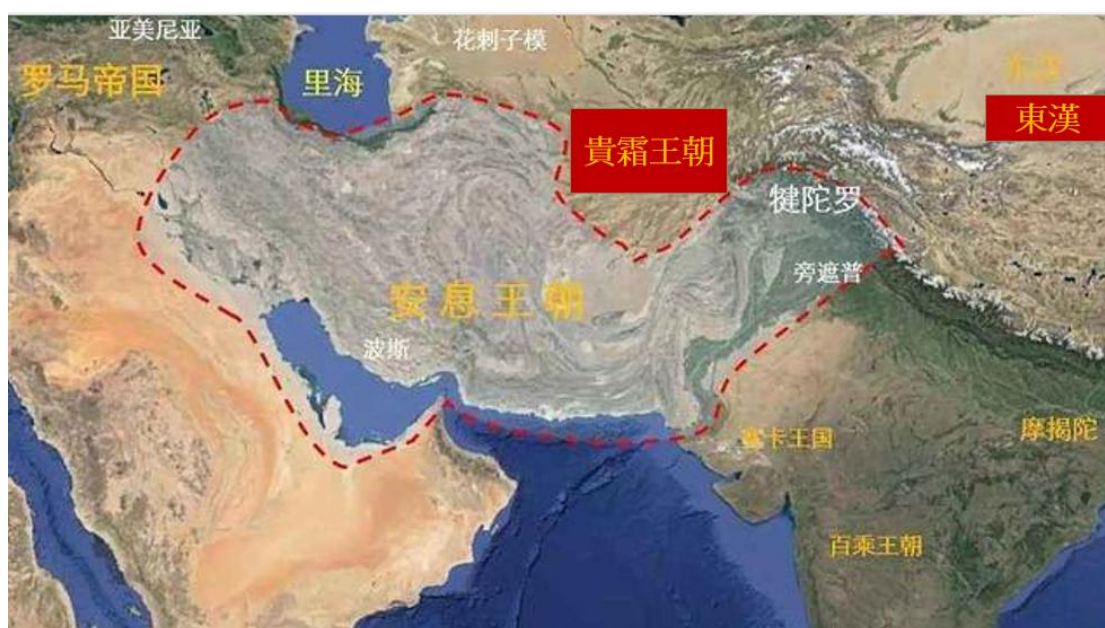 亚美尼亚
花剌子模
罗马帝国
里海
東漢
貴霜王朝
犍陀罗
旁遮普
安息王朝
波斯
塞卡王国
摩揭陀
百乘王朝